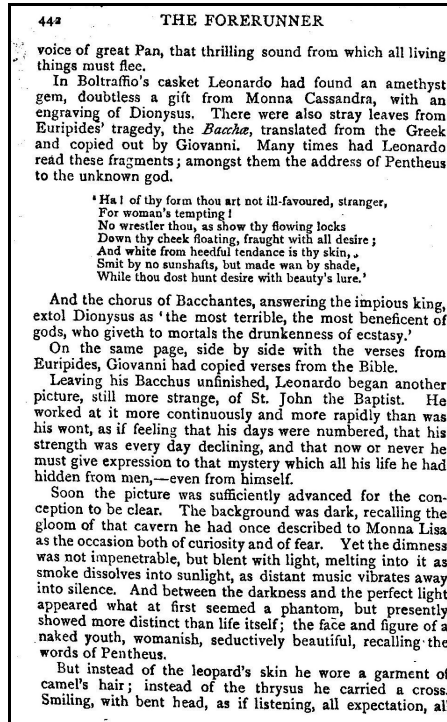 442 THE FORERUNNER
voice of great Pan, that thrilling sound from which all living
things must flee.
In Boltraffio's casket Leonardo had found an amethyst
gem, doubtless a gift from Monna Cassandra, with an
engraving of Dionysus. There were also stray leaves from
Euripides' tragedy, the Bacchæ, translated from the Greek
and copied out by Giovanni. Many times had Leonardo
read these fragments; amongst them the address of Pentheus
to the unknown god.
'Ha! of thy form thou art not ill-favoured, stranger,
For woman's tempting!
No wrestler thou, as show thy flowing locks
Down thy cheek floating, fraught with all desire;
And white from heedful tendance is thy skin,
Smit by no sunshafts, but made wan by shade,
While thou dost hunt desire with beauty's lure.'
And the chorus of Bacchantes, answering the impious king,
extol Dionysus as 'the most terrible, the most beneficent of
gods, who giveth to mortals the drunkenness of ecstasy.'
On the same page, side by side with the verses from
Euripides, Giovanni had copied verses from the Bible.
Leaving his Bacchus unfinished, Leonardo began another
picture, still more strange, of St. John the Baptist. He
worked at it more continuously and more rapidly than was
his wont, as if feeling that his days were numbered, that his
strength was every day declining, and that now or never he
must give expression to that mystery which all his life he had
hidden from men,—even from himself.
Soon the picture was sufficiently advanced for the con-
ception to be clear. The background was dark, recalling the
gloom of that cavern he had once described to Monna Lisa
as the occasion both of curiosity and of fear. Yet the dimness
was not impenetrable, but blent with light, melting into it as
smoke dissolves into sunlight, as distant music vibrates away
into silence. And between the darkness and the perfect light
appeared what at first seemed a phantom, but presently
showed more distinct than life itself; the face and figure of a
naked youth, womanish, seductively beautiful, recalling the
words of Pentheus.
But instead of the leopard's skin he wore a garment of
camel's hair; instead of the thrysus he carried a cross.
Smiling, with bent head, as if listening, all expectation, al